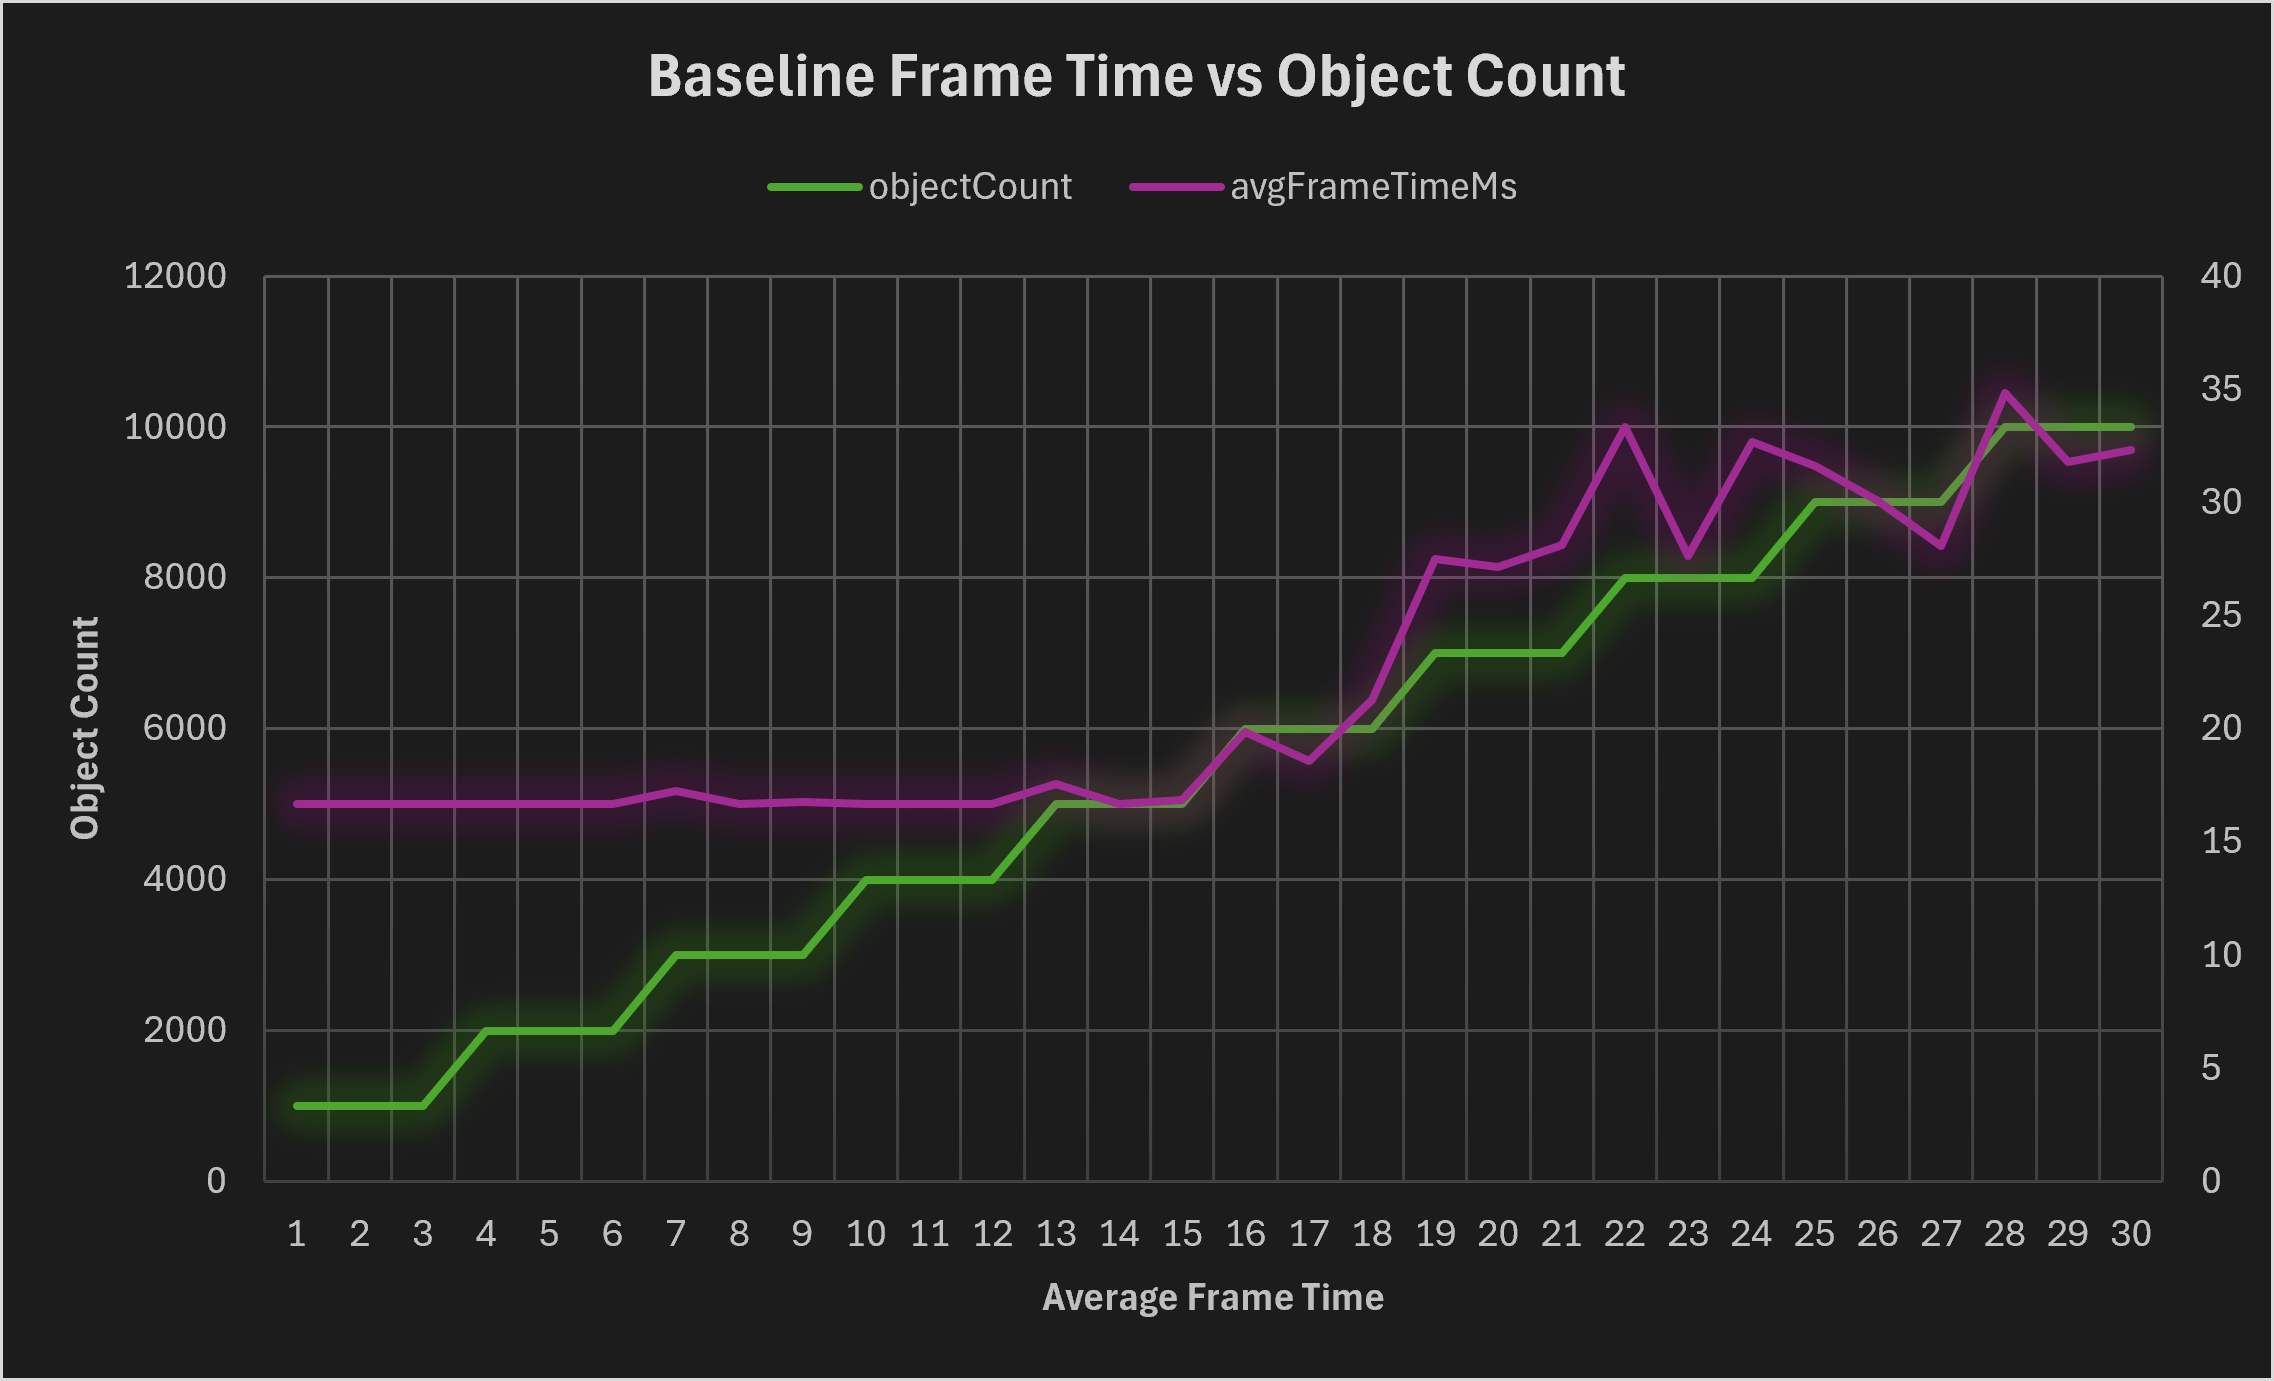 Baseline Frame Time vs Object Count
objectCount avgFrameTimeMs
12000 40
35
10000
30
8000
25
6000 20
15
4000
10
2000
5
0 0
Object Count
1 2 3 4 5 6 7 8 9 10 11 12 13 14 15 16 17 18 19 20 21 22 23 24 25 26 27 28 29 30
Average Frame Time